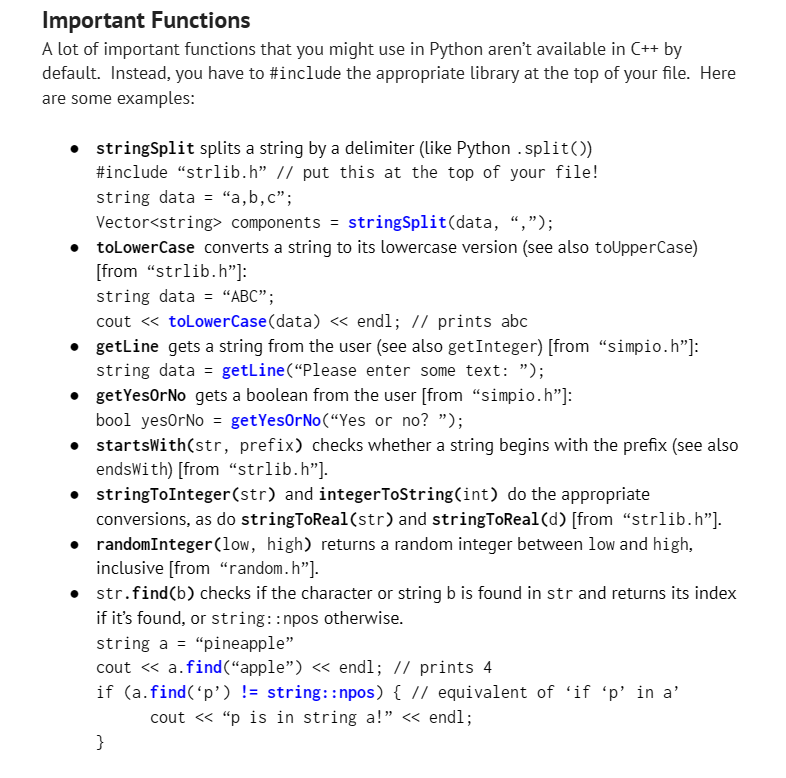 Important Functions
A lot of important functions that you might use in Python aren’t available in C++ by
default.  Instead, you have to #include the appropriate library at the top of your file.  Here
are some examples:
● stringSplit splits a string by a delimiter (like Python .split())
#include “strlib.h” // put this at the top of your file!
string data = “a,b,c”;
Vector<string> components = stringSplit(data, “,”);
● toLowerCase converts a string to its lowercase version (see also toUpperCase)
[from “strlib.h”]:
string data = “ABC”;
cout << toLowerCase(data) << endl; // prints abc
● getLine gets a string from the user (see also getInteger) [from “simpio.h”]:
string data = getLine(“Please enter some text: ”);
● getYesOrNo gets a boolean from the user [from “simpio.h”]:
bool yesOrNo = getYesOrNo(“Yes or no? ”);
● startsWith(str, prefix) checks whether a string begins with the prefix (see also
endsWith) [from “strlib.h”].
● stringToInteger(str) and integerToString(int) do the appropriate
conversions, as do stringToReal(str) and stringToReal(d) [from “strlib.h”].
● randomInteger(low, high) returns a random integer between low and high,
inclusive [from “random.h”].
● str.find(b) checks if the character or string b is found in str and returns its index
if it’s found, or string::npos otherwise.
string a = “pineapple”
cout << a.find(“apple”) << endl; // prints 4
if (a.find(‘p’) != string::npos) { // equivalent of ‘if ‘p’ in a’
cout << “p is in string a!” << endl;
}